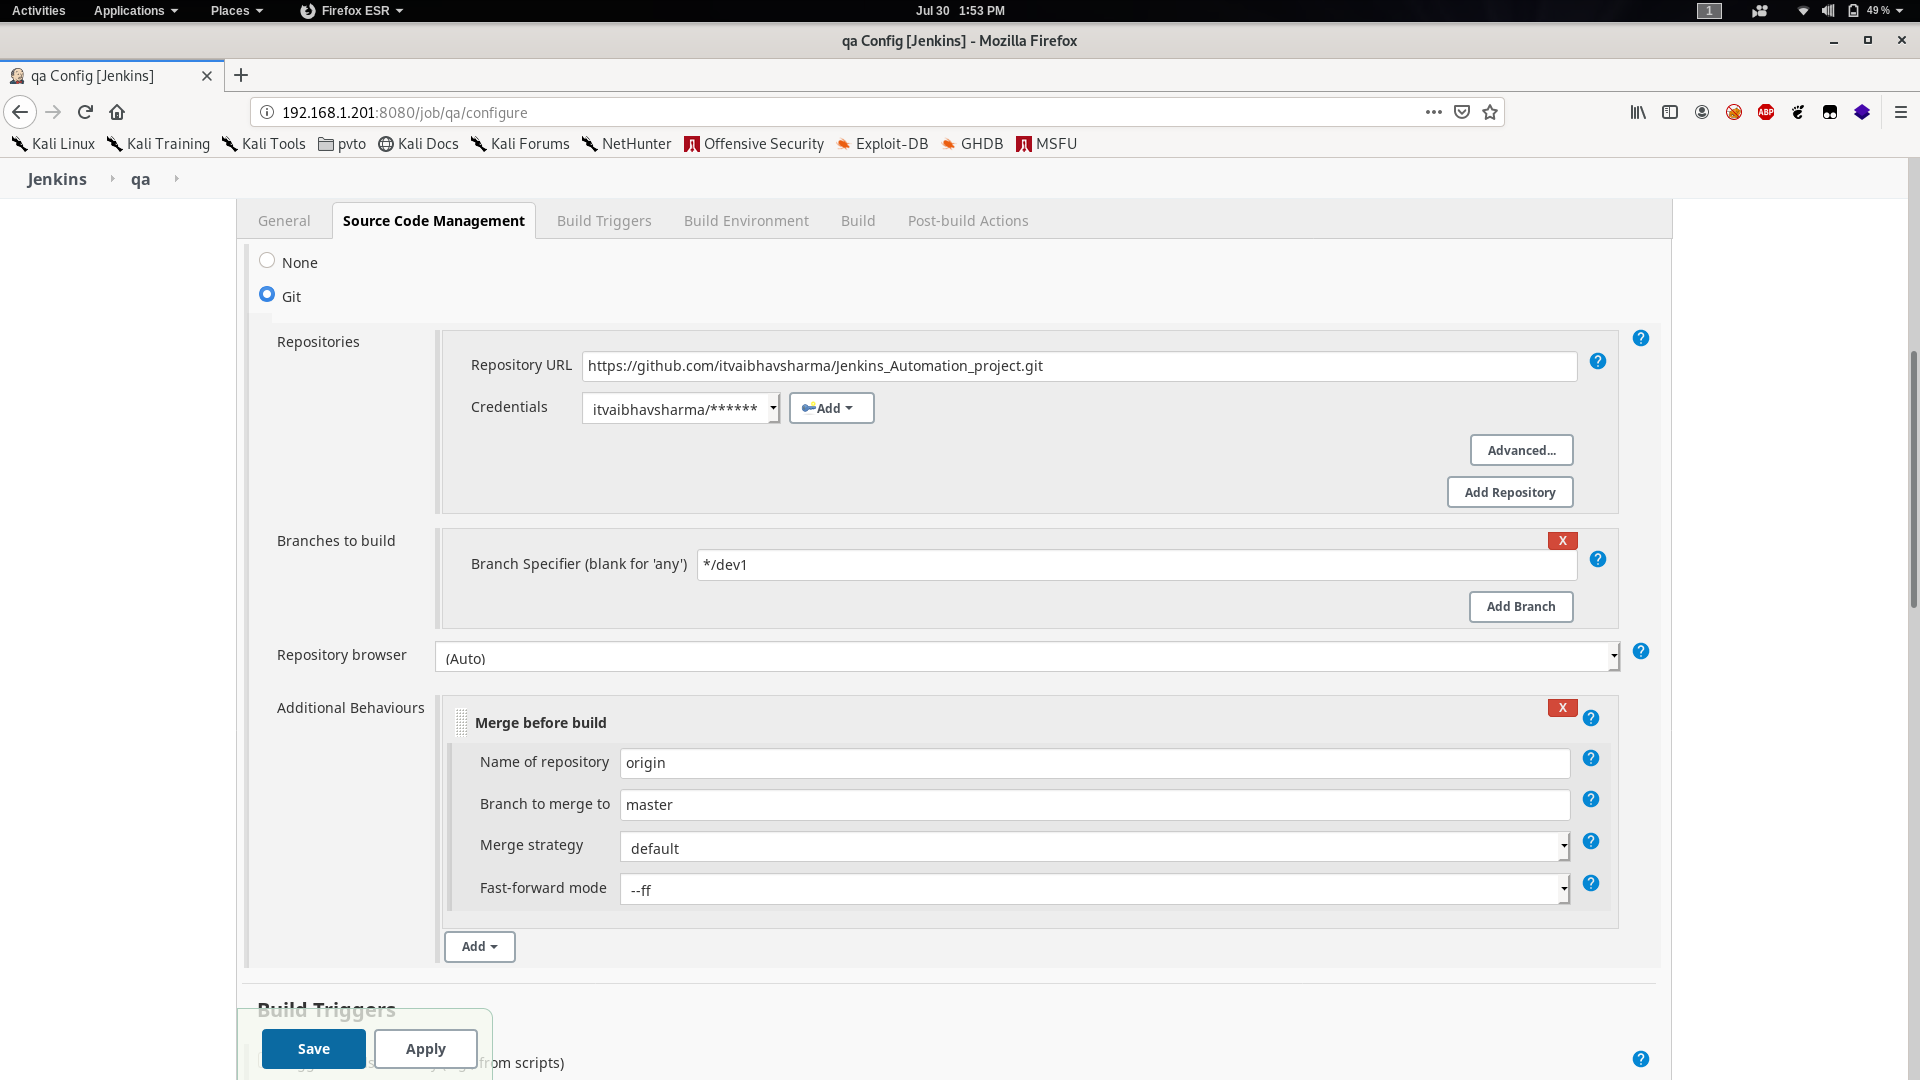 Activities Applications Places Firefox ESR Jul 30 1:53 PM 1 49 %
qa Config [Jenkins] - Mozilla Firefox
qa Config [Jenkins]
192.168.1.201:8080/job/qa/configure
ABP
Kali Linux Kali Training Kali Tools pvto Kali Docs Kali Forums NetHunter Offensive Security Exploit-DB GHDB MSFU
Jenkins qa
General Source Code Management Build Triggers Build Environment Build Post-build Actions
None
Git
Repositories
Repository URL https://github.com/itvaibhavsharma/Jenkins_Automation_project.git
Credentials itvaibhavsharma/****** Add
Advanced...
Add Repository
Branches to build X
Branch Specifier (blank for 'any') */dev1
Add Branch
Repository browser (Auto)
Additional Behaviours X
Merge before build
Name of repository origin
Branch to merge to master
Merge strategy default
Fast-forward mode --ff
Add
Build Triggers
Save Apply
from scripts)